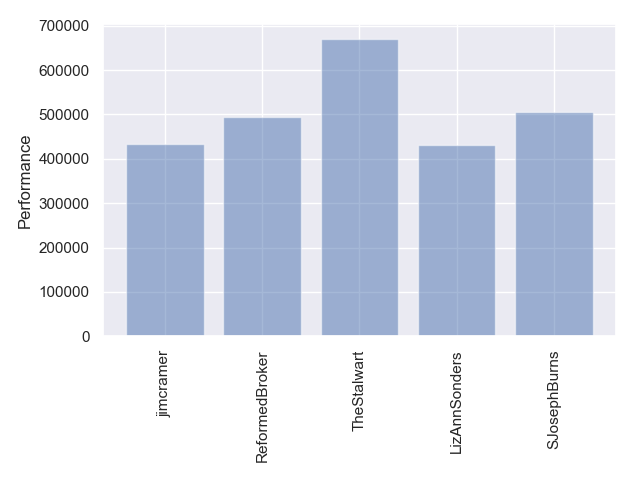 700000
600000
500000
400000
300000
200000
100000
0
Performance
jimcramer
ReformedBroker
TheStalwart
LizAnnSonders
SJosephBurns